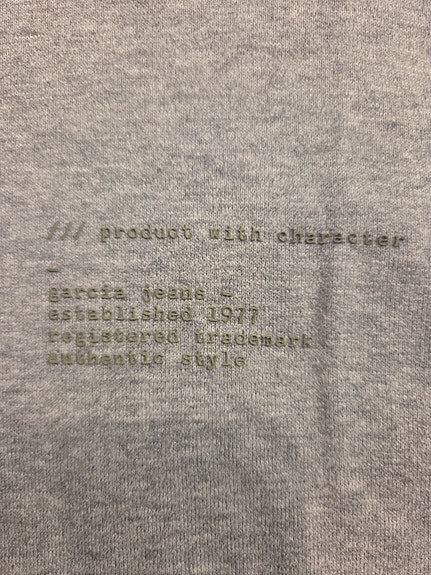 /// product with character
–
garcia jeans –
established 1977
registered trademark
authentic style